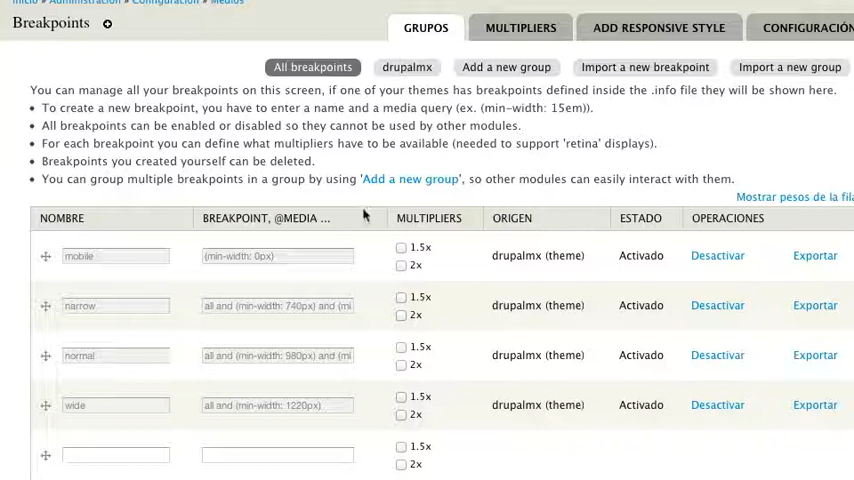 Inicio » Administración » Configuración » Medios
Breakpoints
GRUPOS MULTIPLIERS ADD RESPONSIVE STYLE CONFIGURACIÓN
All breakpoints drupalmx Add a new group Import a new breakpoint Import a new group
You can manage all your breakpoints on this screen, if one of your themes has breakpoints defined inside the .info file they will be shown here.
• To create a new breakpoint, you have to enter a name and a media query (ex. (min-width: 15em)).
• All breakpoints can be enabled or disabled so they cannot be used by other modules.
• For each breakpoint you can define what multipliers have to be available (needed to support 'retina' displays).
• Breakpoints you created yourself can be deleted.
• You can group multiple breakpoints in a group by using 'Add a new group', so other modules can easily interact with them.
Mostrar pesos de la fila
NOMBRE BREAKPOINT, @MEDIA ... MULTIPLIERS ORIGEN ESTADO OPERACIONES
1.5x
mobile (min-width: 0px) drupalmx (theme) Activado Desactivar Exportar
2x
1.5x
narrow all and (min-width: 740px) and (mi drupalmx (theme) Activado Desactivar Exportar
2x
1.5x
normal all and (min-width: 980px) and (mi drupalmx (theme) Activado Desactivar Exportar
2x
1.5x
wide all and (min-width: 1220px) drupalmx (theme) Activado Desactivar Exportar
2x
1.5x
2x